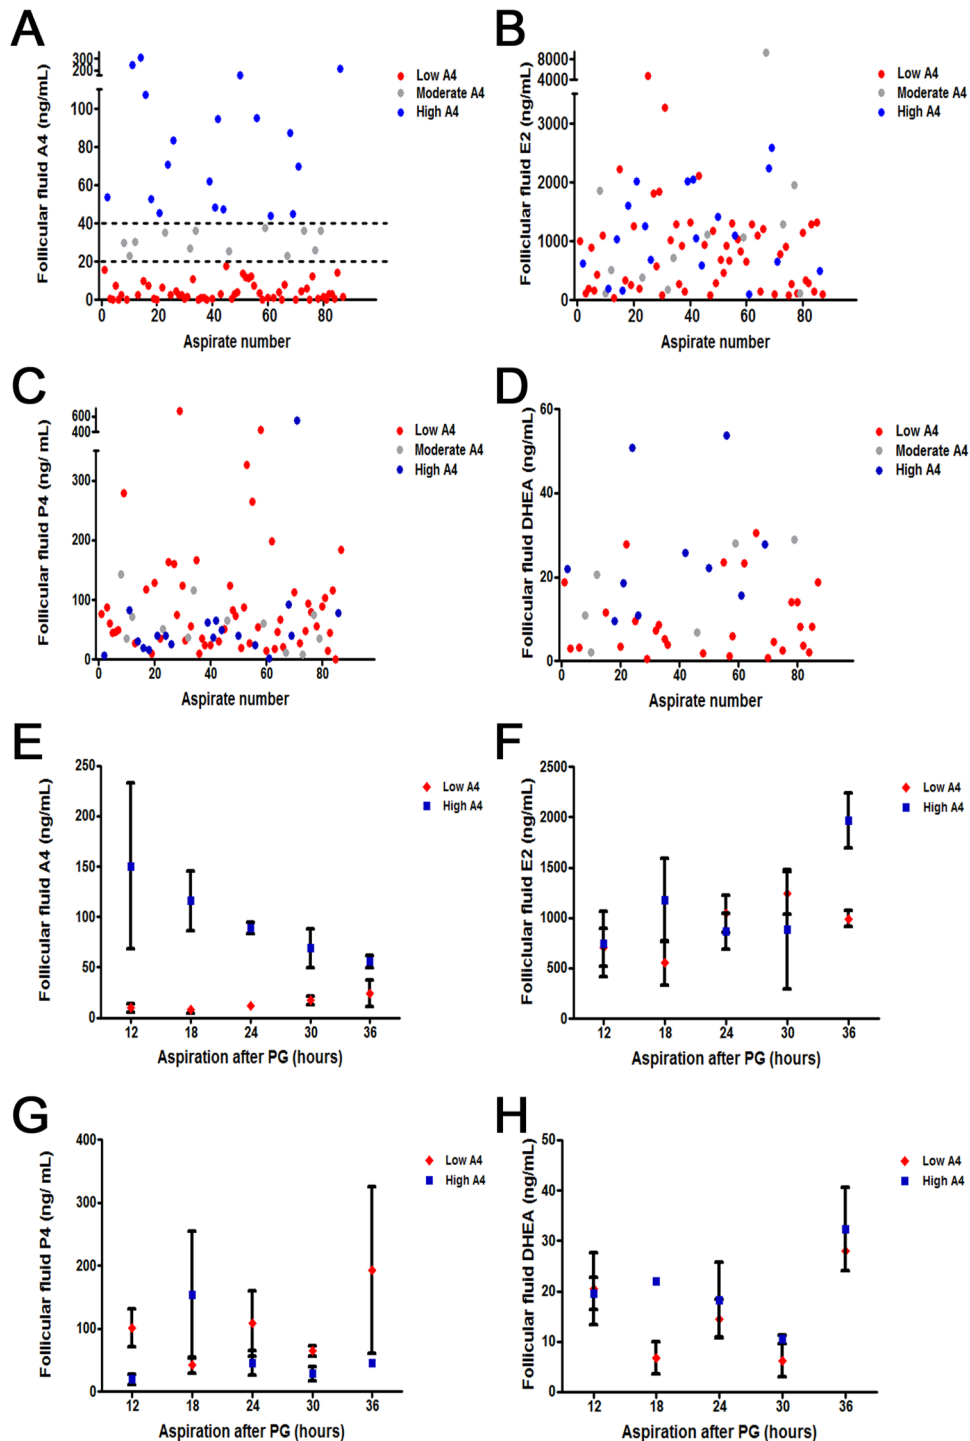 A
Follicular fluid A4 (ng/mL)
300
200
100
80
60
40
20
0
0 20 40 60 80
Aspirate number
Low A4
Moderate A4
High A4
B
Follicular fluid E2 (ng/mL)
8000
4000
3000
2000
1000
0
0 20 40 60 80
Aspirate number
Low A4
Moderate A4
High A4
C
Follicular fluid P4 (ng/ mL)
600
400
300
200
100
0
0 20 40 60 80
Aspirate number
Low A4
Moderate A4
High A4
D
Follicular fluid DHEA (ng/mL)
60
40
20
0
0 20 40 60 80
Aspirate number
Low A4
Moderate A4
High A4
E
Follicular fluid A4 (ng/mL)
250
200
150
100
50
0
12 18 24 30 36
Aspiration after PG (hours)
Low A4
High A4
F
Folliclular fluid E2 (ng/mL)
2500
2000
1500
1000
500
0
12 18 24 30 36
Aspiration after PG (hours)
Low A4
High A4
G
Follicular fluid P4 (ng/ mL)
400
300
200
100
0
12 18 24 30 36
Aspiration after PG (hours)
Low A4
High A4
H
Follicular fluid DHEA (ng/mL)
50
40
30
20
10
0
12 18 24 30 36
Aspiration after PG (hours)
Low A4
High A4